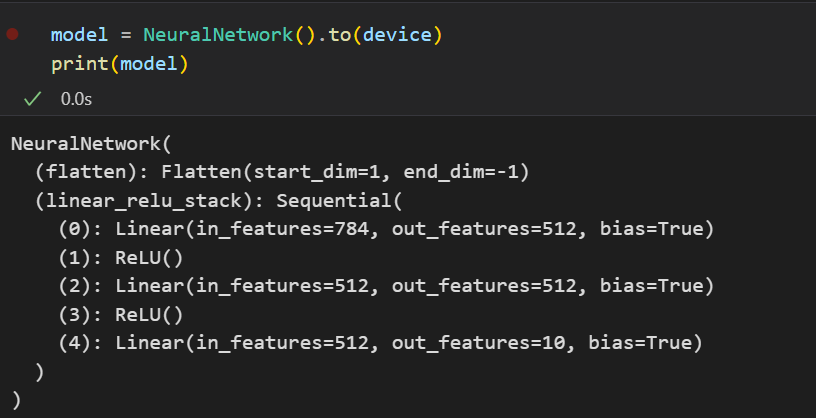 model = NeuralNetwork().to(device)
print(model)
0.0s
NeuralNetwork(
  (flatten): Flatten(start_dim=1, end_dim=-1)
  (linear_relu_stack): Sequential(
    (0): Linear(in_features=784, out_features=512, bias=True)
    (1): ReLU()
    (2): Linear(in_features=512, out_features=512, bias=True)
    (3): ReLU()
    (4): Linear(in_features=512, out_features=10, bias=True)
  )
)